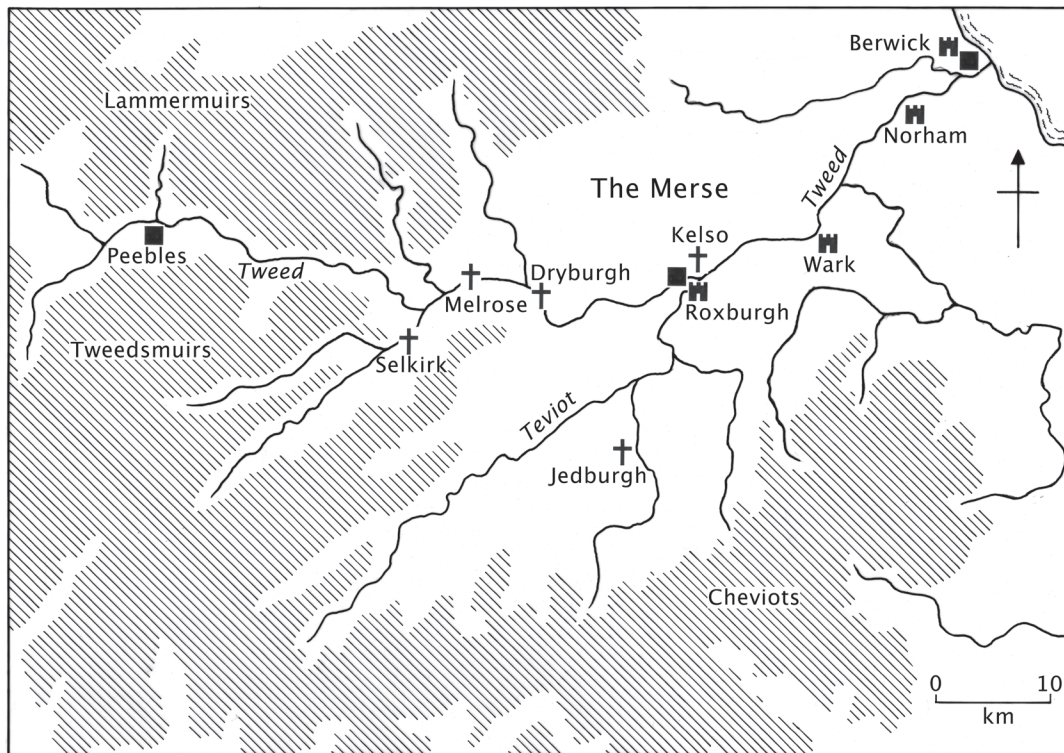 Berwick
Lammermuirs
Norham
Tweed
The Merse
Kelso
Peebles
Tweed
Dryburgh
Wark
Melrose
Roxburgh
Tweedsmuirs
Selkirk
Teviot
Jedburgh
Cheviots
0 10
km